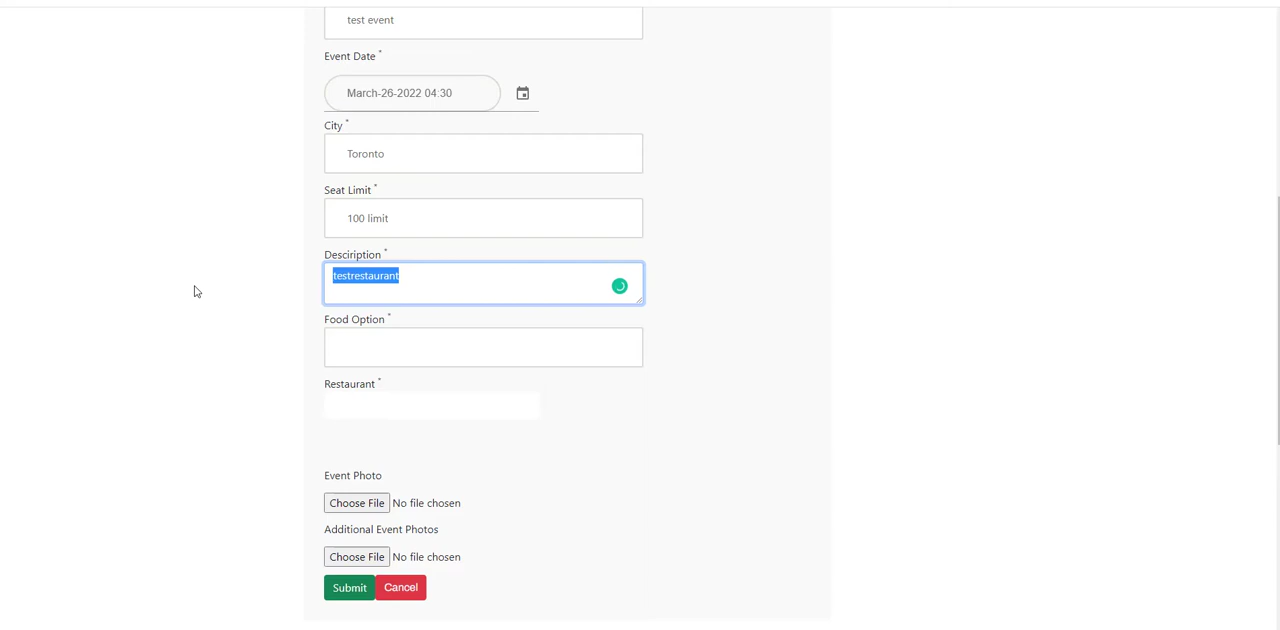 test event
Event Date *
March-26-2022 04:30
City *
Toronto
Seat Limit *
100 limit
Desciription *
testrestaurant
Food Option *
Restaurant *
Event Photo
Choose File No file chosen
Additional Event Photos
Choose File No file chosen
Submit Cancel